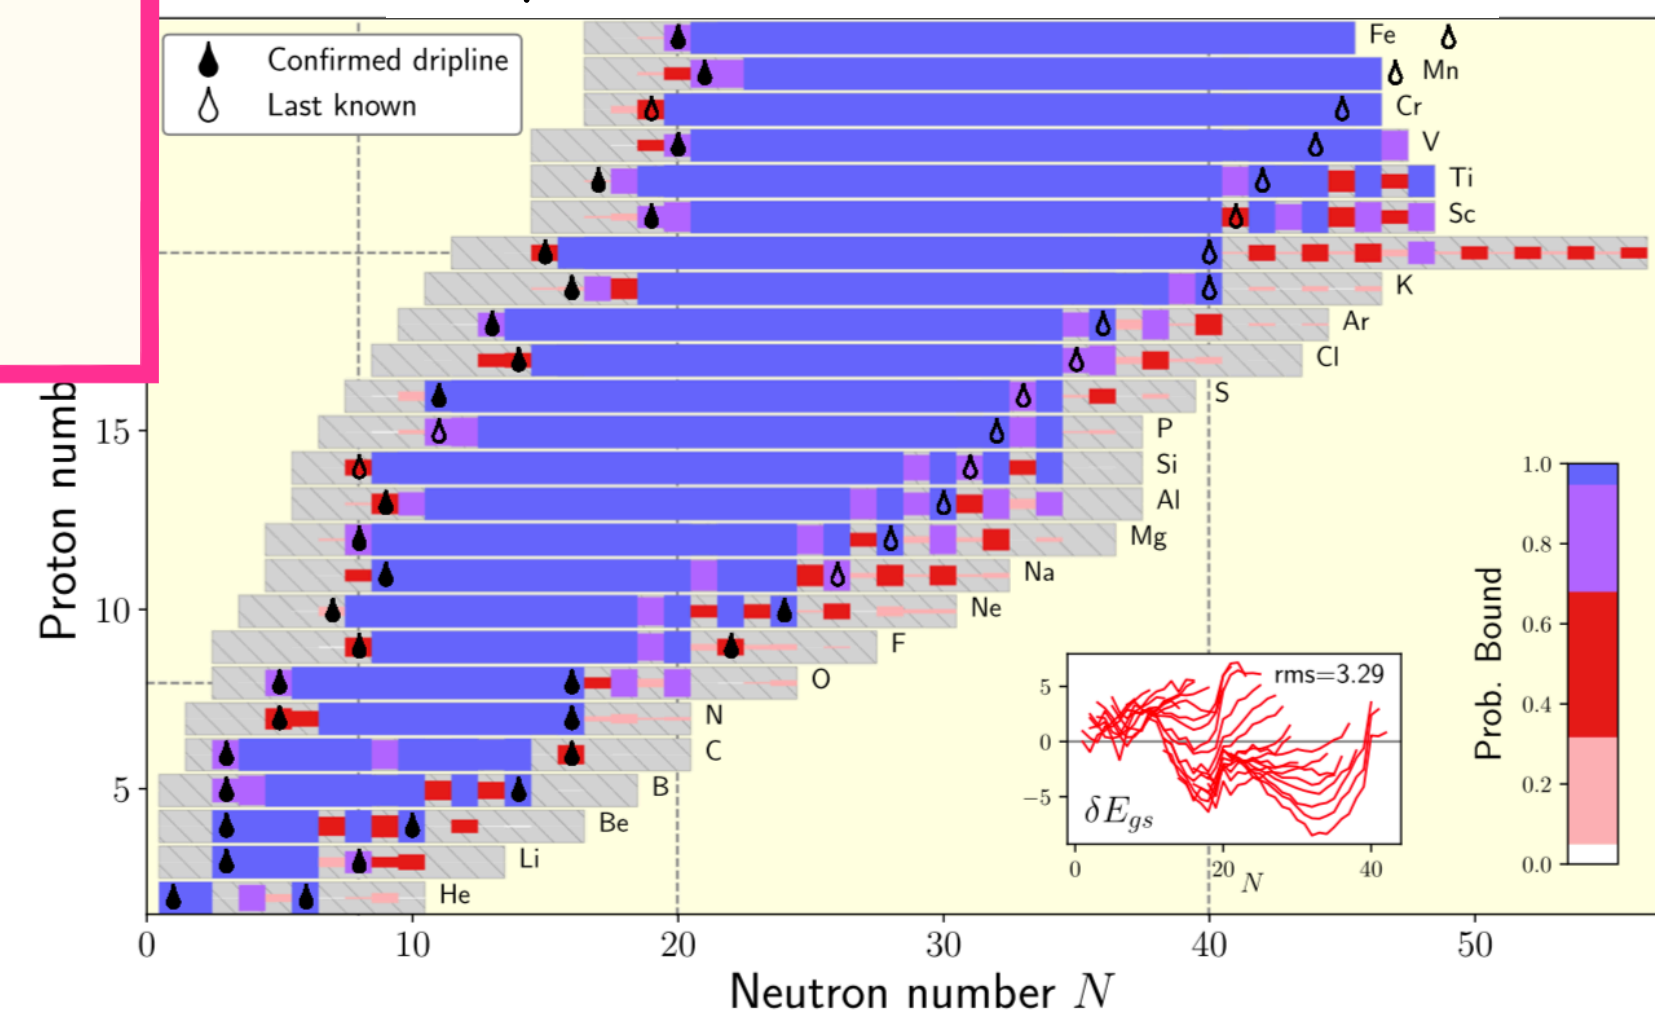 Confirmed dripline
Last known
Fe
Mn
Cr
V
Ti
Sc
K
Ar
Cl
S
P
Si
Al
Mg
Na
Ne
F
O
N
C
B
Be
Li
He
Proton numb
15
10
5
0 10 20 30 40 50
Neutron number N
rms=3.29
5
0
−5
δE_gs
0 20 40
N
Prob. Bound
1.0
0.8
0.6
0.4
0.2
0.0